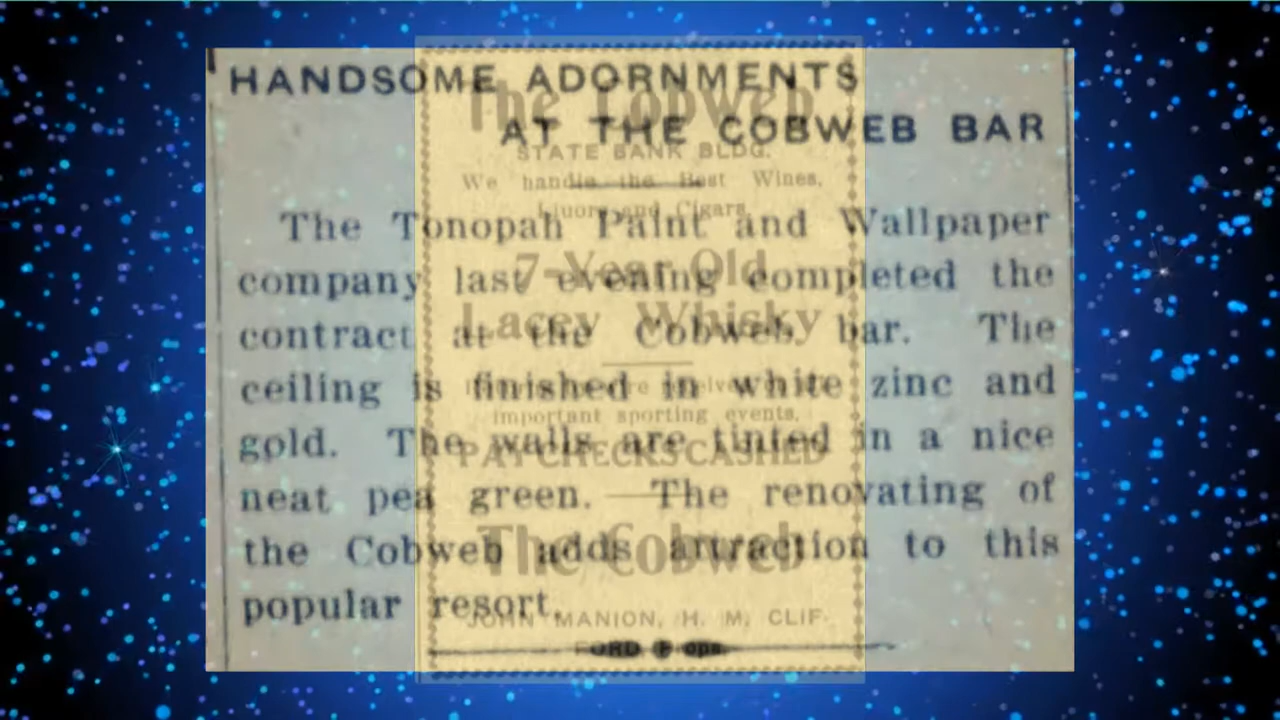 HANDSOME ADORNMENTS
AT THE COBWEB BAR
The Tonopah Paint and Wallpaper
company last evening completed the
contract at the Cobweb bar. The
ceiling is finished in white zinc and
gold. The walls are tinted in a nice
neat pea green. The renovating of
the Cobweb adds attraction to this
popular resort.
The Cobweb
STATE BANK BLDG.
We handle the Best Wines,
Liquors and Cigars
7-Year Old
Lacey Whisky
important sporting events.
PAY CHECKS CASHED
The Cobweb
JOHN MANION, H. M. CLIF-
FORD